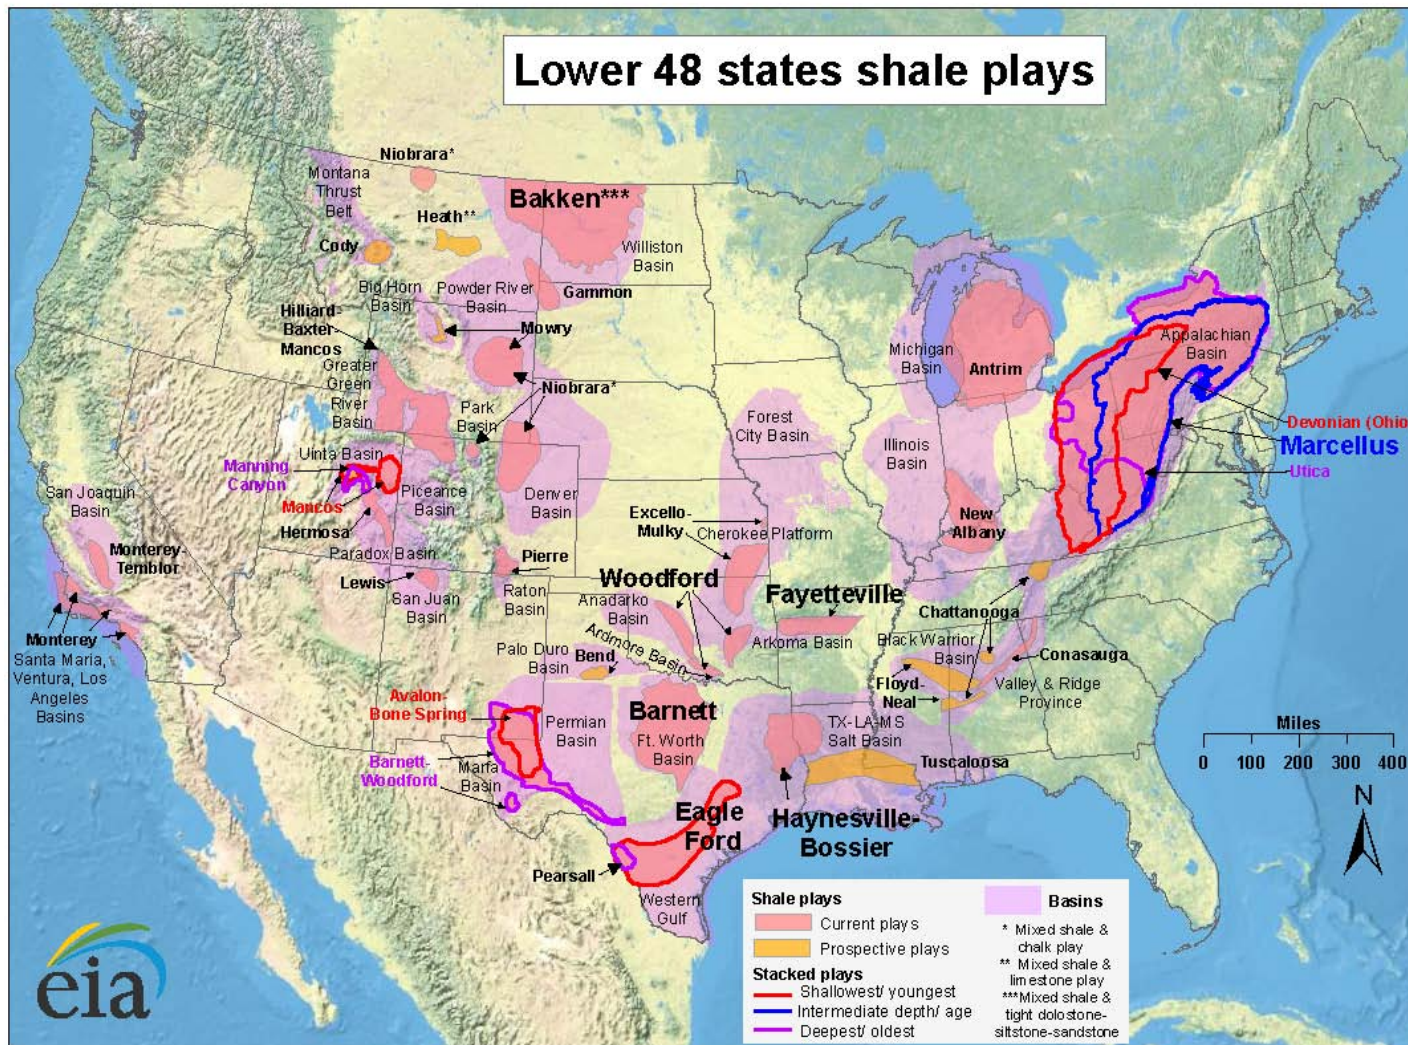 Lower 48 states shale plays
Niobrara*
Montana
Thrust
Belt
Bakken***
Heath**
Cody
Williston
Basin
Big Horn
Basin
Powder River
Basin
Gammon
Hilliard-
Baxter-
Mancos
Mowry
Greater
Green
River
Basin
Niobrara*
Park
Basin
Michigan
Basin
Antrim
Appalachian
Basin
Devonian (Ohio
Marcellus
Utica
Forest
City Basin
Illinois
Basin
Uinta Basin
Manning
Canyon
Mancos
Piceance
Basin
Denver
Basin
San Joaquin
Basin
Hermosa
Excello-
Mulky
Cherokee Platform
New
Albany
Monterey-
Temblor
Paradox Basin
Pierre
Lewis
San Juan
Basin
Raton
Basin
Woodford
Anadarko
Basin
Fayetteville
Chattanooga
Monterey
Santa Maria,
Ventura, Los
Angeles
Basins
Ardmore Basin
Arkoma Basin
Black Warrior
Basin
Conasauga
Palo Duro
Basin
Bend
Floyd-
Neal
Valley & Ridge
Province
Avalon-
Bone Spring
Permian
Basin
Barnett
Ft. Worth
Basin
TX-LA-MS
Salt Basin
Tuscaloosa
Barnett-
Woodford
Marfa
Basin
Miles
0 100 200 300 400
N
Eagle
Ford
Haynesville-
Bossier
Pearsall
Western
Gulf
Shale plays
Current plays
Prospective plays
Stacked plays
Shallowest/ youngest
Intermediate depth/ age
Deepest/ oldest
Basins
* Mixed shale &
chalk play
** Mixed shale &
limestone play
***Mixed shale &
tight dolostone-
siltstone-sandstone
eia